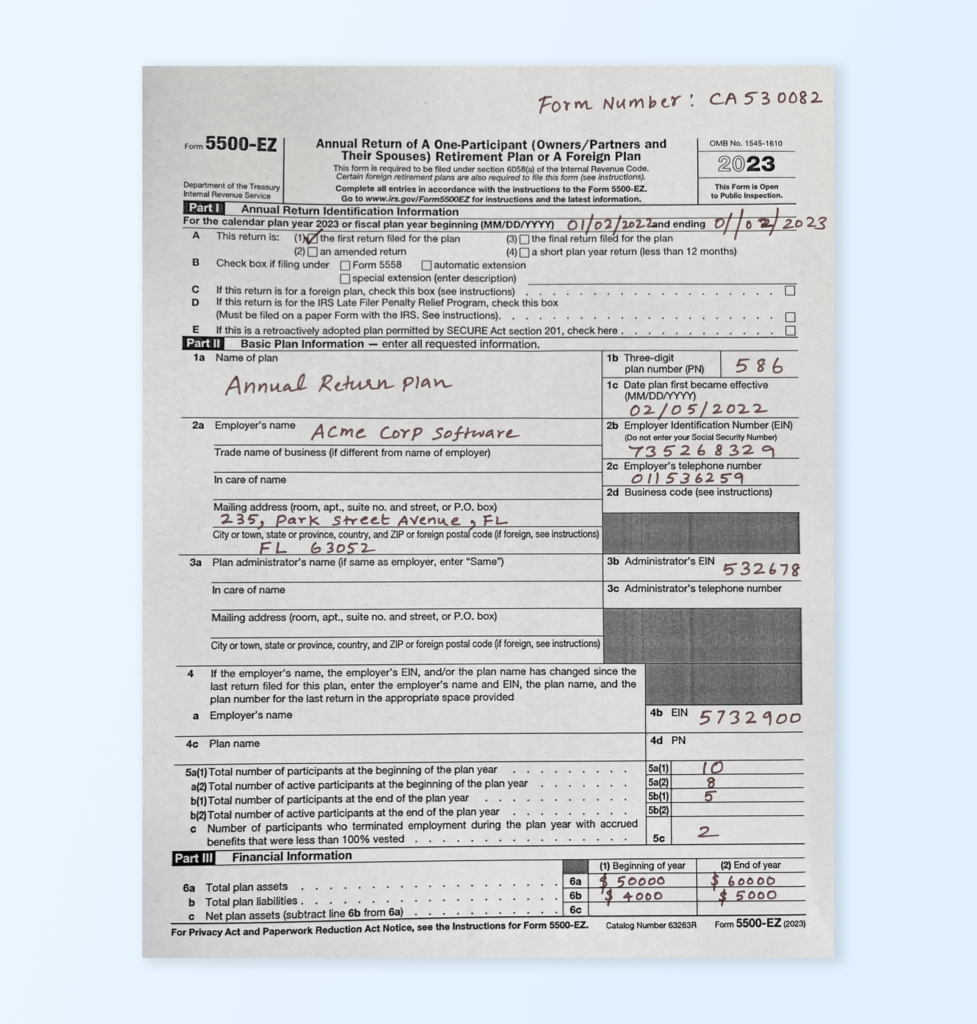 Form Number: CA530082
Form 5500-EZ
Department of the Treasury
Internal Revenue Service
Annual Return of A One-Participant (Owners/Partners and
Their Spouses) Retirement Plan or A Foreign Plan
This form is required to be filed under section 6058(a) of the Internal Revenue Code.
Certain foreign retirement plans are also required to file this form (see instructions).
Complete all entries in accordance with the instructions to the Form 5500-EZ.
Go to www.irs.gov/Form5500EZ for instructions and the latest information.
OMB No. 1545-1610
2023
This Form is Open
to Public Inspection.
Part I Annual Return Identification Information
For the calendar plan year 2023 or fiscal plan year beginning (MM/DD/YYYY) 01/02/2022 and ending 01/02/2023
A This return is: (1) the first return filed for the plan (3) the final return filed for the plan
(2) an amended return (4) a short plan year return (less than 12 months)
B Check box if filing under Form 5558 automatic extension
special extension (enter description)
C If this return is for a foreign plan, check this box (see instructions) . . . . . . . . . . . . . . . . . . . . . . . .
D If this return is for the IRS Late Filer Penalty Relief Program, check this box
(Must be filed on a paper Form with the IRS. See instructions). . . . . . . . . . . . . . . . . . . . . . . . . .
E If this is a retroactively adopted plan permitted by SECURE Act section 201, check here . . . . . . . . . . . . . . .
Part II Basic Plan Information — enter all requested information.
1a Name of plan
Annual Return Plan
1b Three-digit
plan number (PN) 586
1c Date plan first became effective
(MM/DD/YYYY)
02/05/2022
2a Employer's name Acme Corp Software
Trade name of business (if different from name of employer)
In care of name
Mailing address (room, apt., suite no. and street, or P.O. box)
235, Park Street Avenue, FL
City or town, state or province, country, and ZIP or foreign postal code (if foreign, see instructions)
FL 63052
2b Employer Identification Number (EIN)
(Do not enter your Social Security Number)
735268329
2c Employer's telephone number
011536259
2d Business code (see instructions)
3a Plan administrator's name (if same as employer, enter "Same")
In care of name
Mailing address (room, apt., suite no. and street, or P.O. box)
City or town, state or province, country, and ZIP or foreign postal code (if foreign, see instructions)
3b Administrator's EIN
532678
3c Administrator's telephone number
4 If the employer's name, the employer's EIN, and/or the plan name has changed since the
last return filed for this plan, enter the employer's name and EIN, the plan name, and the
plan number for the last return in the appropriate space provided
a Employer's name
4b EIN 5732900
4c Plan name
4d PN
5a(1) Total number of participants at the beginning of the plan year . . . . . . . . 5a(1) 10
a(2) Total number of active participants at the beginning of the plan year . . . . . . . 5a(2) 8
b(1) Total number of participants at the end of the plan year . . . . . . . . . . 5b(1) 5
b(2) Total number of active participants at the end of the plan year . . . . . . . . 5b(2)
c Number of participants who terminated employment during the plan year with accrued
benefits that were less than 100% vested . . . . . . . . . . . . . . 5c 2
Part III Financial Information
(1) Beginning of year (2) End of year
6a Total plan assets . . . . . . . . . . . . . . . . . 6a $ 50000 $ 60000
b Total plan liabilities . . . . . . . . . . . . . . . . . 6b $ 4000 $ 5000
c Net plan assets (subtract line 6b from 6a) . . . . . . . . . . 6c
For Privacy Act and Paperwork Reduction Act Notice, see the Instructions for Form 5500-EZ. Catalog Number 63263R Form 5500-EZ (2023)